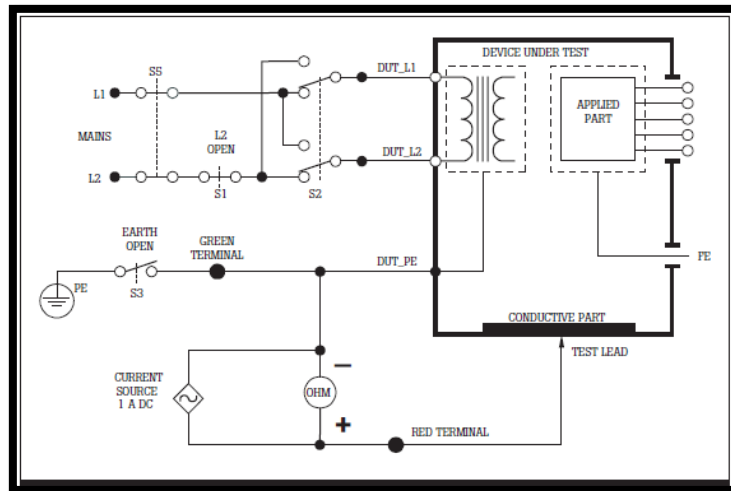 DEVICE UNDER TEST
S5
DUT_L1
L1
APPLIED
PART
MAINS
L2
OPEN
DUT_L2
L2
S1
S2
EARTH
OPEN
GREEN
TERMINAL
DUT_PE
FE
PE
S3
CONDUCTIVE PART
TEST LEAD
CURRENT
SOURCE
1 A DC
−
OHM
+
RED TERMINAL